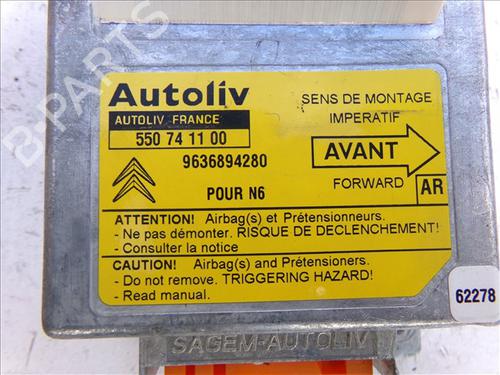 Autoliv
AUTOLIV FRANCE
550 74 11 00
9636894280
POUR N6
SENS DE MONTAGE
IMPERATIF
AVANT
FORWARD
AR
ATTENTION! Airbag(s) et Prétensionneurs.
- Ne pas démonter. RISQUE DE DECLENCHEMENT!
- Consulter la notice
CAUTION! Airbag(s) and Pretensioners.
- Do not remove. TRIGGERING HAZARD!
- Read manual.
62278
SAGEM-AUTOLIV
B-PARTS